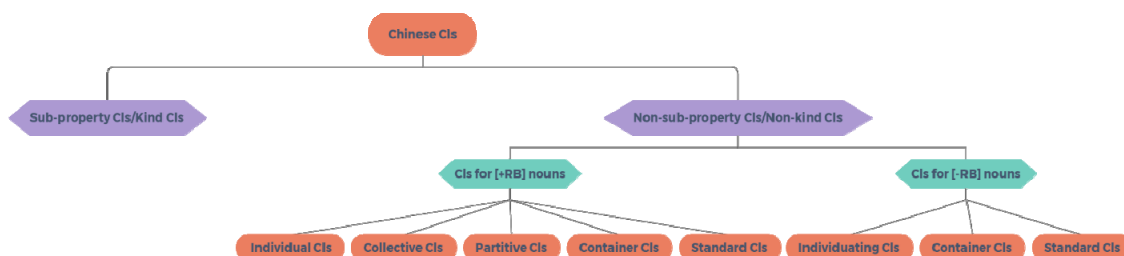 Chinese Cls
Sub-property Cls/Kind Cls
Non-sub-property Cls/Non-kind Cls
Cls for [+RB] nouns
Cls for [-RB] nouns
Individual Cls
Collective Cls
Partitive Cls
Container Cls
Standard Cls
Individuating Cls
Container Cls
Standard Cls